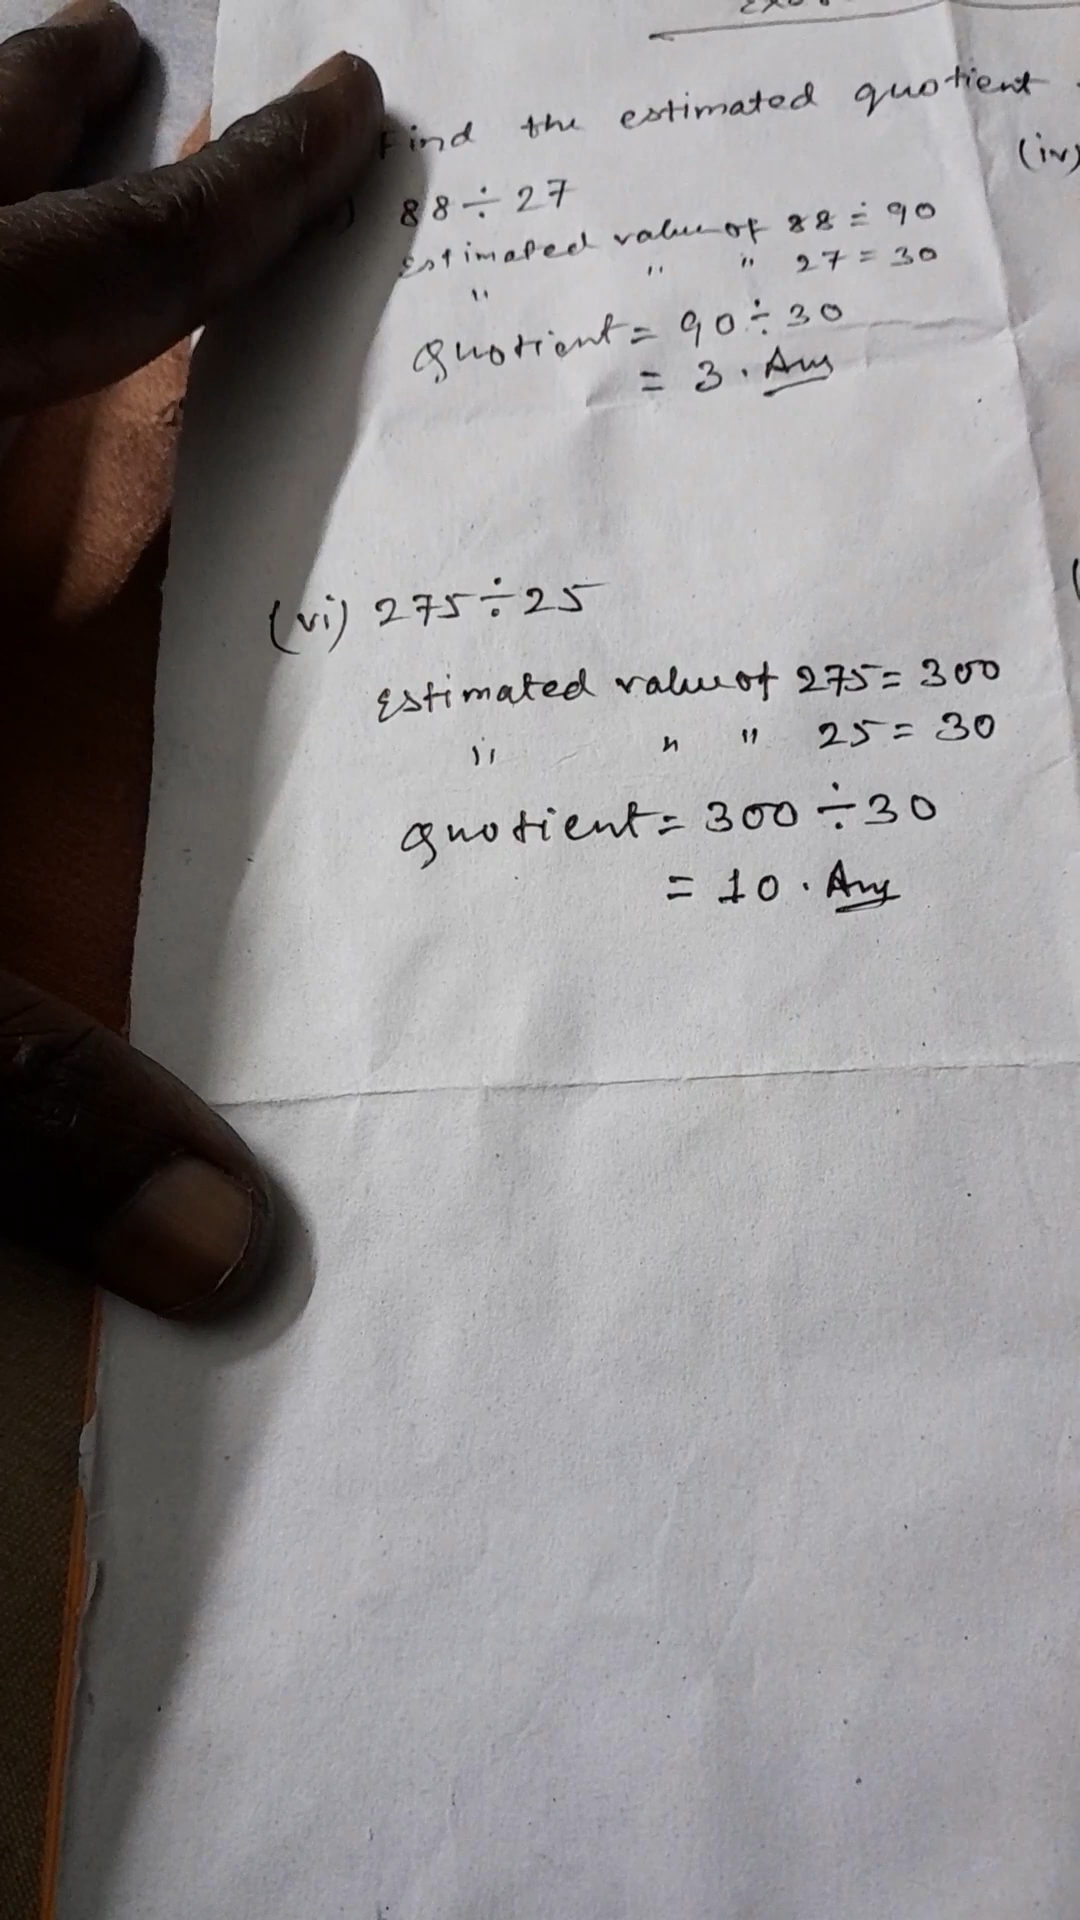 Find the estimated quotient
(iv)
) 88 ÷ 27
Estimated value of 88 = 90
" " " 27 = 30
Quotient = 90 ÷ 30
= 3. Ans
(vi) 275 ÷ 25
Estimated value of 275 = 300
" " " 25 = 30
Quotient = 300 ÷ 30
= 10. Ans